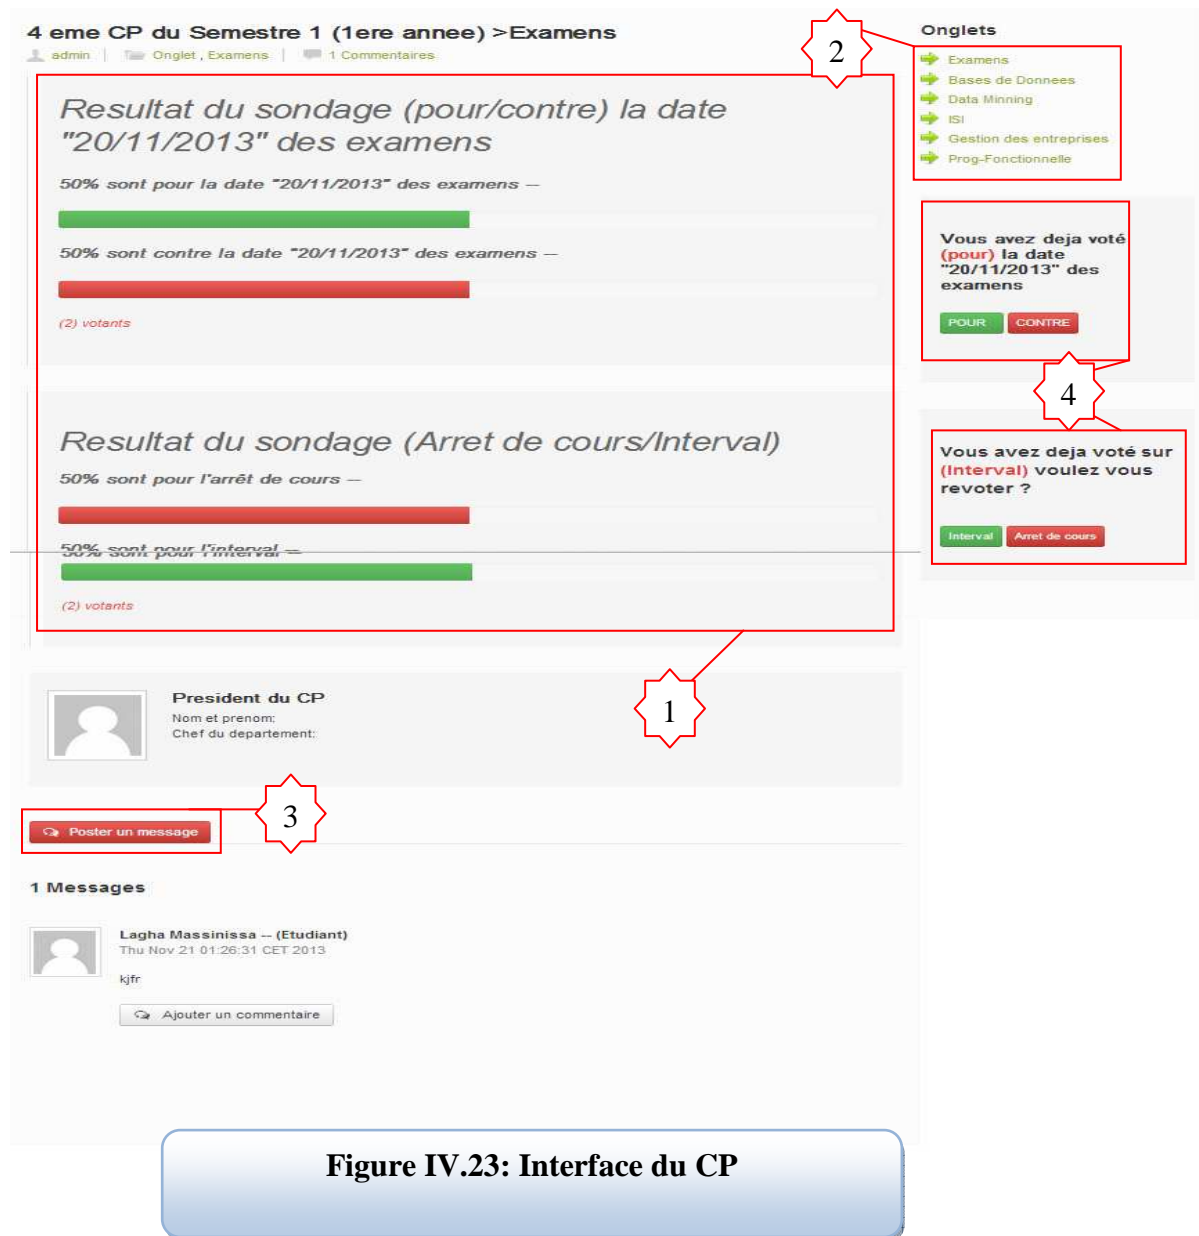 4 eme CP du Semestre 1 (1ere annee) >Examens
admin | Onglet , Examens | 1 Commentaires
2
Resultat du sondage (pour/contre) la date
"20/11/2013" des examens
50% sont pour la date "20/11/2013" des examens --
50% sont contre la date "20/11/2013" des examens --
(2) votants
Resultat du sondage (Arret de cours/Interval)
50% sont pour l'arrêt de cours --
50% sont pour l'interval --
(2) votants
1
President du CP
Nom et prenom:
Chef du departement:
3
Poster un message
1 Messages
Lagha Massinissa -- (Etudiant)
Thu Nov 21 01:26:31 CET 2013
kjfr
Ajouter un commentaire
Onglets
Examens
Bases de Donnees
Data Minning
ISI
Gestion des entreprises
Prog-Fonctionnelle
Vous avez deja voté
(pour) la date
"20/11/2013" des
examens
POUR CONTRE
4
Vous avez deja voté sur
(Interval) voulez vous
revoter ?
Interval Arret de cours
Figure IV.23: Interface du CP